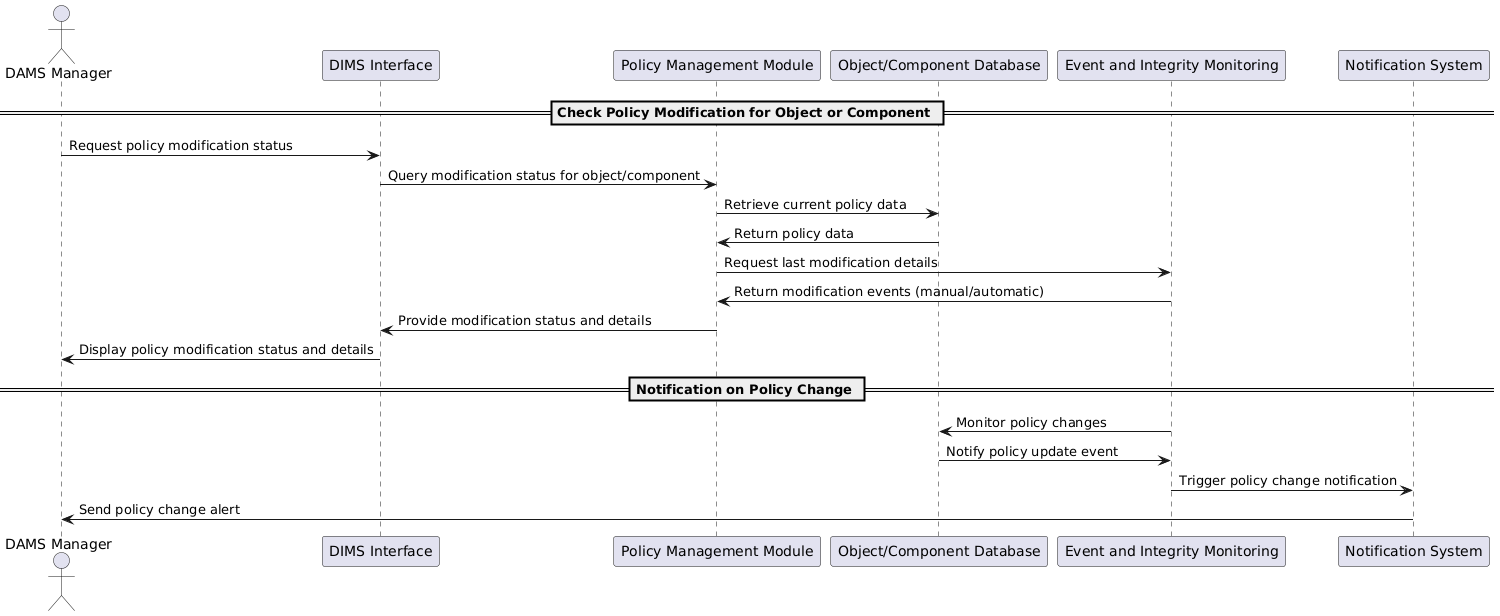 DAMS Manager
DIMS Interface
Policy Management Module
Object/Component Database
Event and Integrity Monitoring
Notification System
Check Policy Modification for Object or Component
Request policy modification status
Query modification status for object/component
Retrieve current policy data
Return policy data
Request last modification details
Return modification events (manual/automatic)
Provide modification status and details
Display policy modification status and details
Notification on Policy Change
Monitor policy changes
Notify policy update event
Trigger policy change notification
Send policy change alert
DAMS Manager
DIMS Interface
Policy Management Module
Object/Component Database
Event and Integrity Monitoring
Notification System